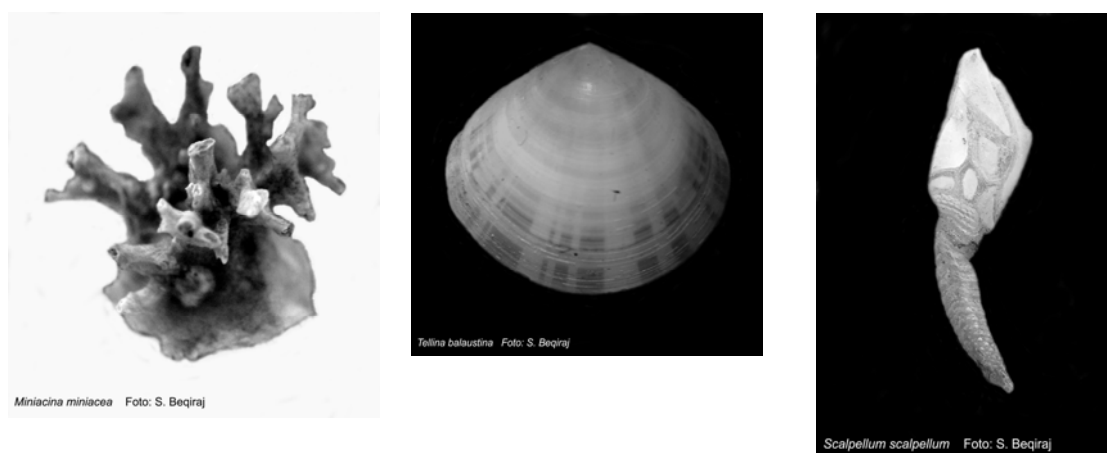 Miniacina miniacea Foto: S. Beqiraj
Tellina balaustina Foto: S. Beqiraj
Scalpellum scalpellum Foto: S. Beqiraj